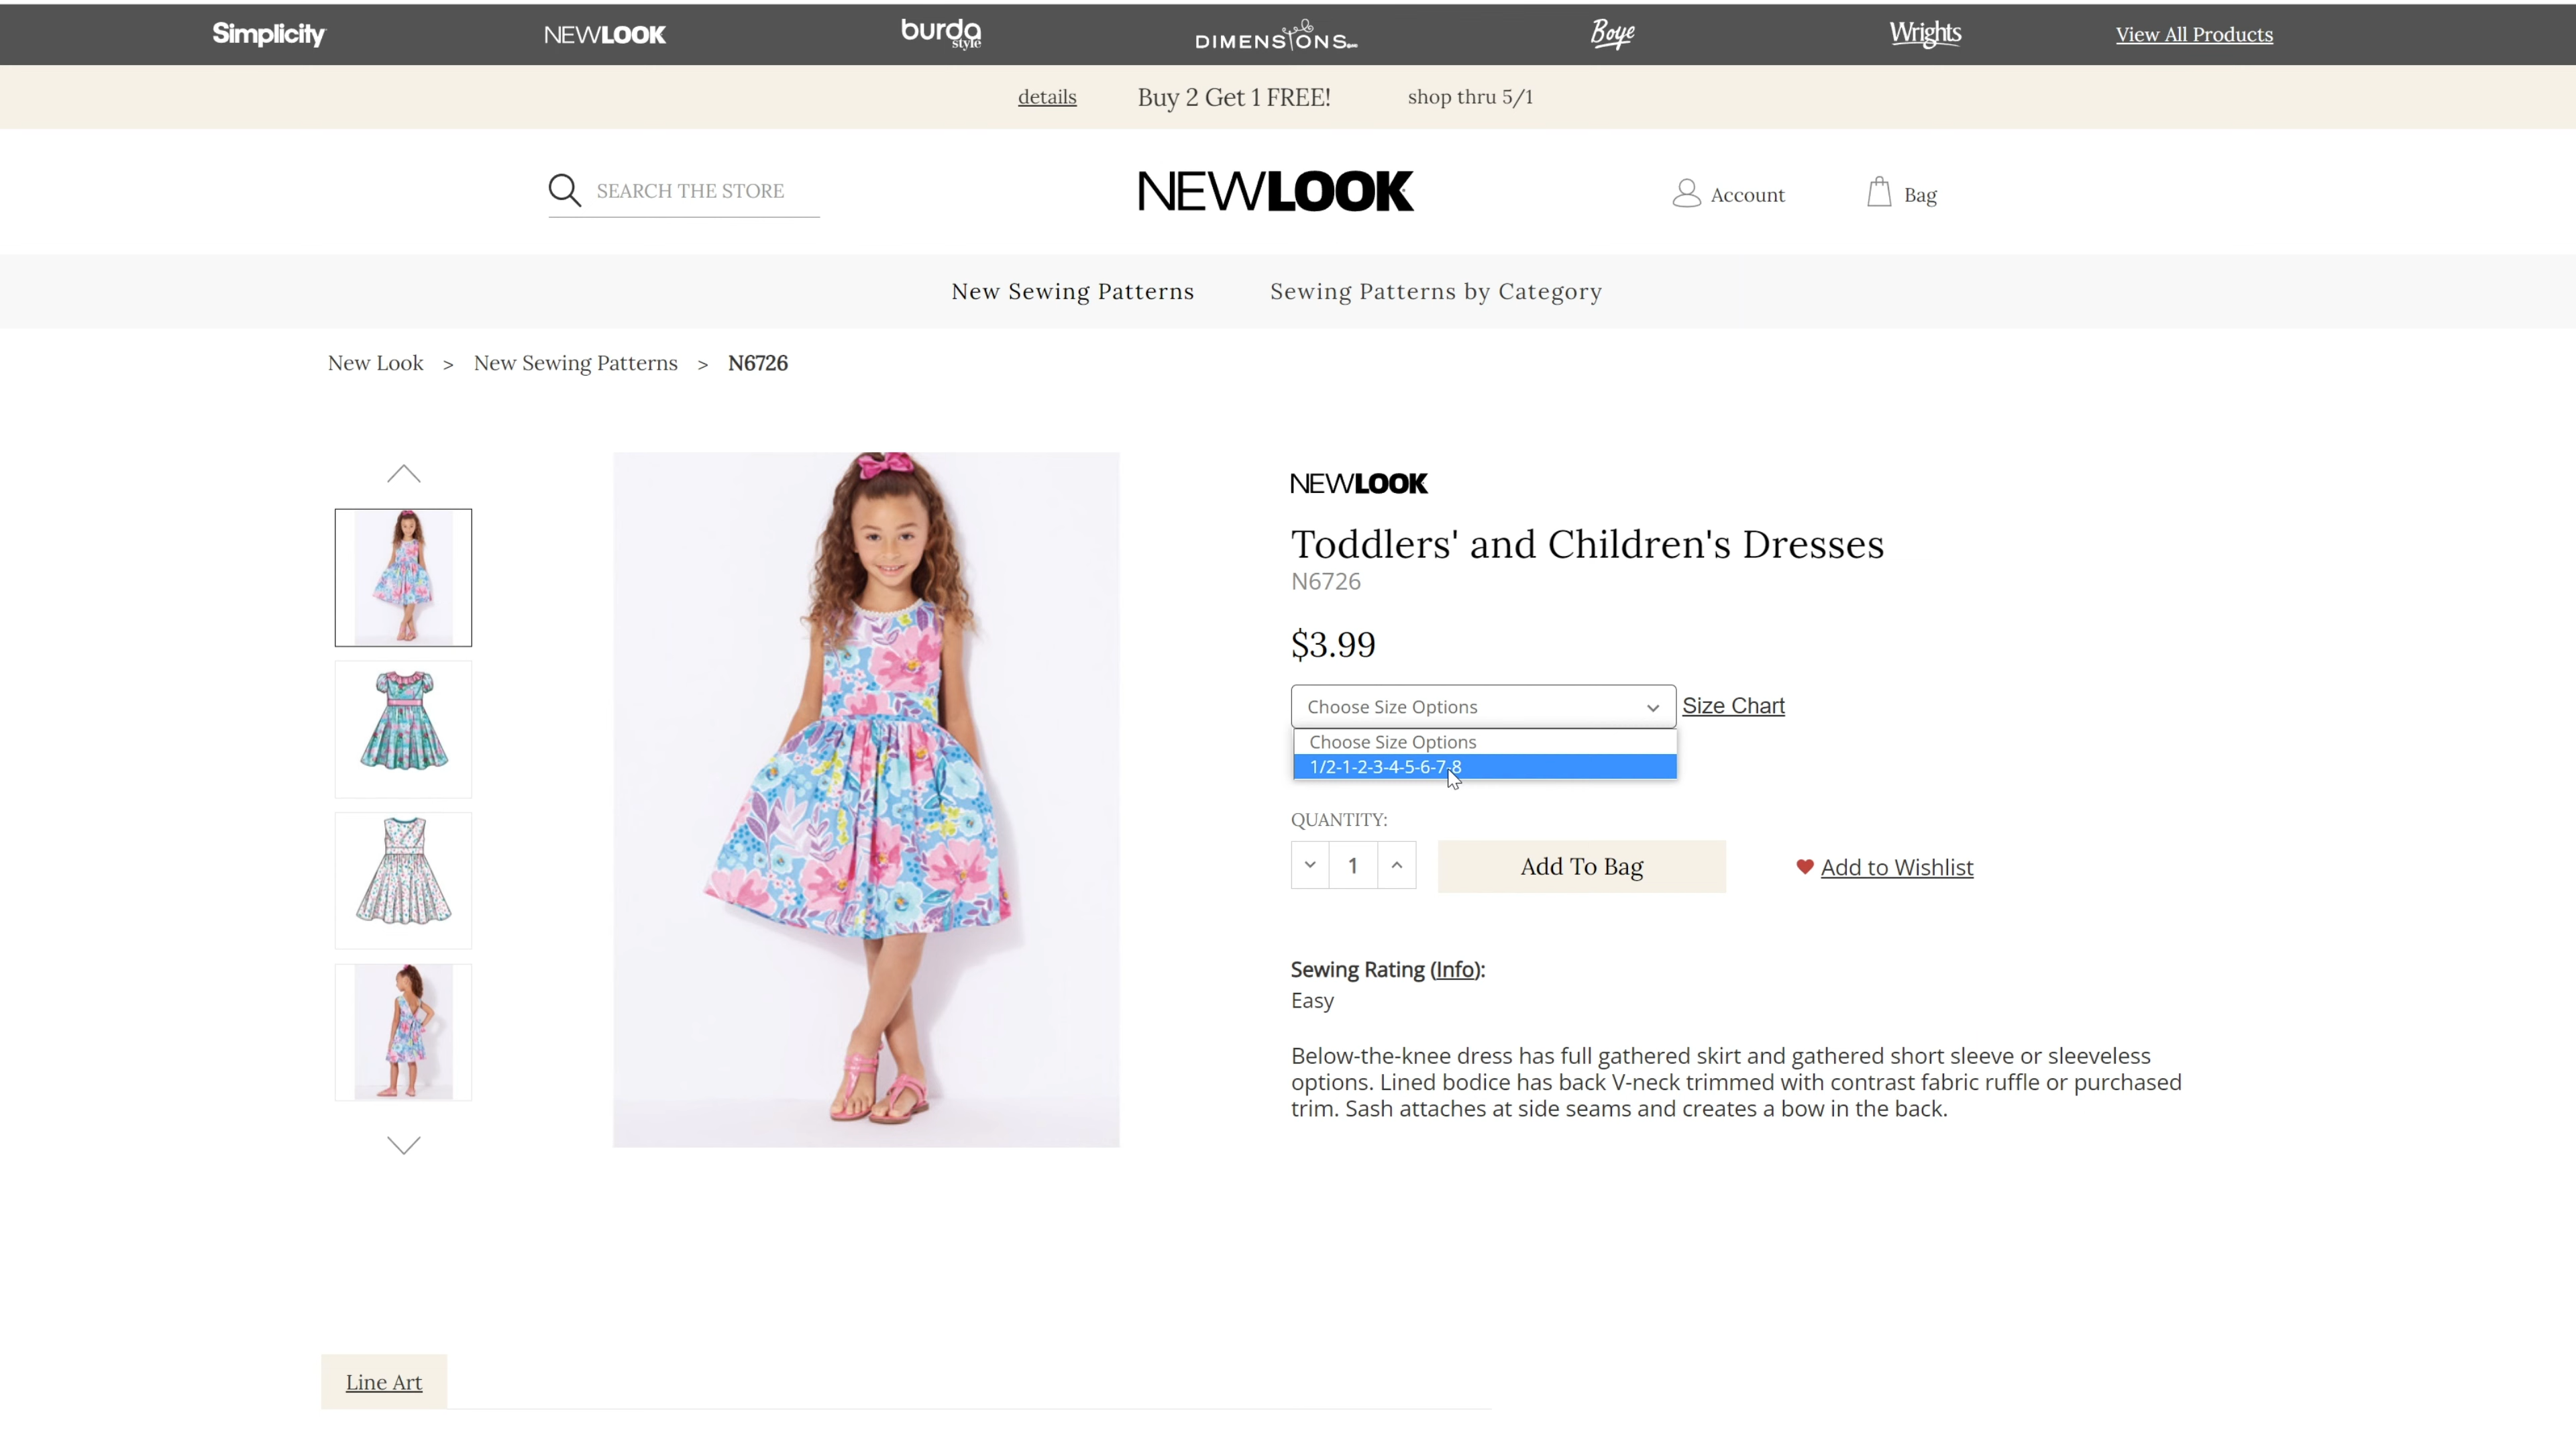 Simplicity
NEWLOOK
burda style
DIMENSIONS
Boye
Wrights
View All Products
details
Buy 2 Get 1 FREE!
shop thru 5/1
SEARCH THE STORE
NEWLOOK
Account
Bag
New Sewing Patterns
Sewing Patterns by Category
New Look > New Sewing Patterns > N6726
NEWLOOK
Toddlers' and Children's Dresses
N6726
$3.99
Choose Size Options
Size Chart
Choose Size Options
1/2-1-2-3-4-5-6-7-8
QUANTITY:
1
Add To Bag
Add to Wishlist
Sewing Rating (Info):
Easy
Below-the-knee dress has full gathered skirt and gathered short sleeve or sleeveless
options. Lined bodice has back V-neck trimmed with contrast fabric ruffle or purchased
trim. Sash attaches at side seams and creates a bow in the back.
Line Art